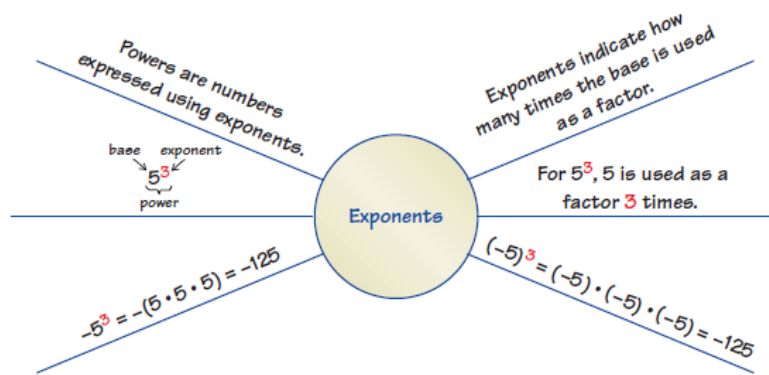 Powers are numbers
expressed using exponents.
Exponents indicate how
many times the base is used
as a factor.
base exponent
5³
power
For 5³, 5 is used as a
factor 3 times.
Exponents
-5³ = -(5 • 5 • 5) = -125
(-5)³ = (-5) • (-5) • (-5) = -125